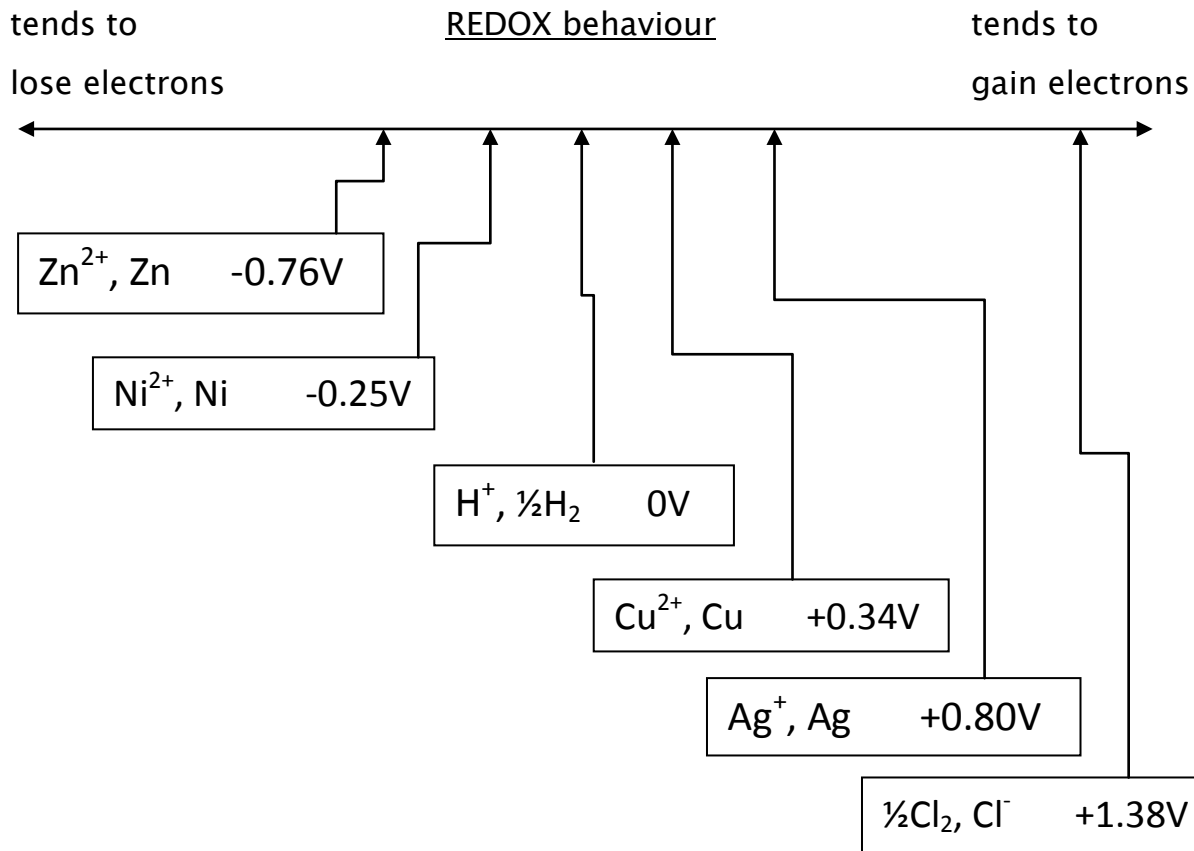 tends to REDOX behaviour tends to
lose electrons gain electrons
Zn²⁺, Zn -0.76V
Ni²⁺, Ni -0.25V
H⁺, ½H₂ 0V
Cu²⁺, Cu +0.34V
Ag⁺, Ag +0.80V
½Cl₂, Cl⁻ +1.38V